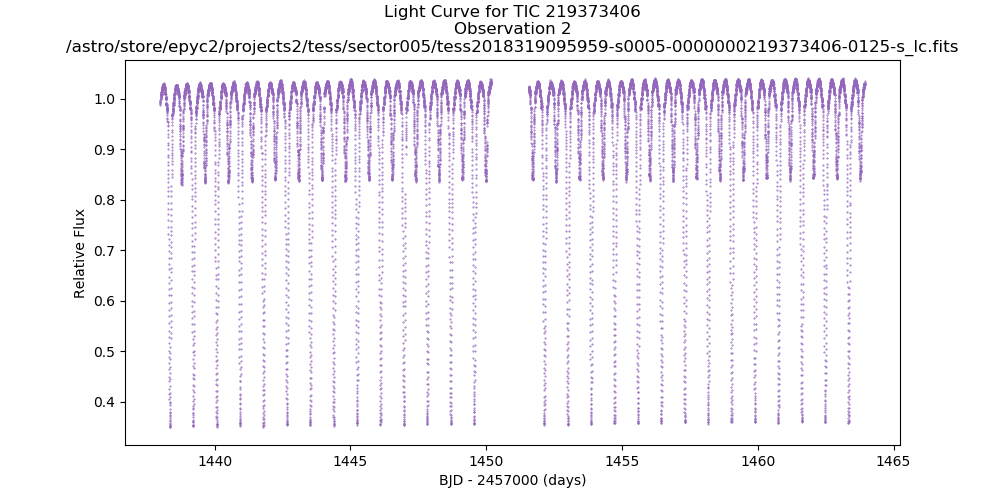 Light Curve for TIC 219373406
Observation 2
/astro/store/epyc2/projects2/tess/sector005/tess2018319095959-s0005-0000000219373406-0125-s_lc.fits
1.0
0.9
0.8
0.7
0.6
0.5
0.4
Relative Flux
1440
1445
1450
1455
1460
1465
BJD - 2457000 (days)